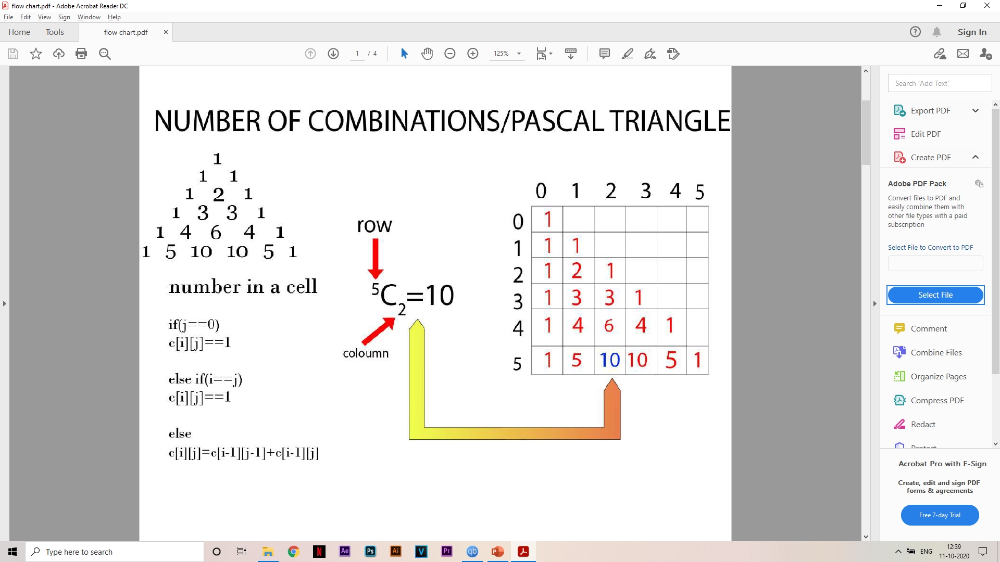 flow chart.pdf - Adobe Acrobat Reader DC
File Edit View Sign Window Help
Home Tools flow chart.pdf × Sign In
1 / 4 125%
NUMBER OF COMBINATIONS/PASCAL TRIANGLE
1
1 1
1 2 1
1 3 3 1
1 4 6 4 1
1 5 10 10 5 1
number in a cell
if(j==0)
c[i][j]==1
else if(i==j)
c[i][j]==1
else
c[i][j]=c[i-1][j-1]+c[i-1][j]
row
5C2=10
coloumn
0 1 2 3 4 5
0 1
1 1 1
2 1 2 1
3 1 3 3 1
4 1 4 6 4 1
5 1 5 10 10 5 1
Search 'Add Text'
Export PDF
Edit PDF
Create PDF
Adobe PDF Pack
Convert files to PDF and
easily combine them with
other file types with a paid
subscription
Select File to Convert to PDF
Select File
Comment
Combine Files
Organize Pages
Compress PDF
Redact
Protect
Acrobat Pro with E-Sign
Create, edit and sign PDF
forms & agreements
Free 7-day Trial
Type here to search
N Ae Ps Ai V Pr qb P
ENG
12:39
11-10-2020